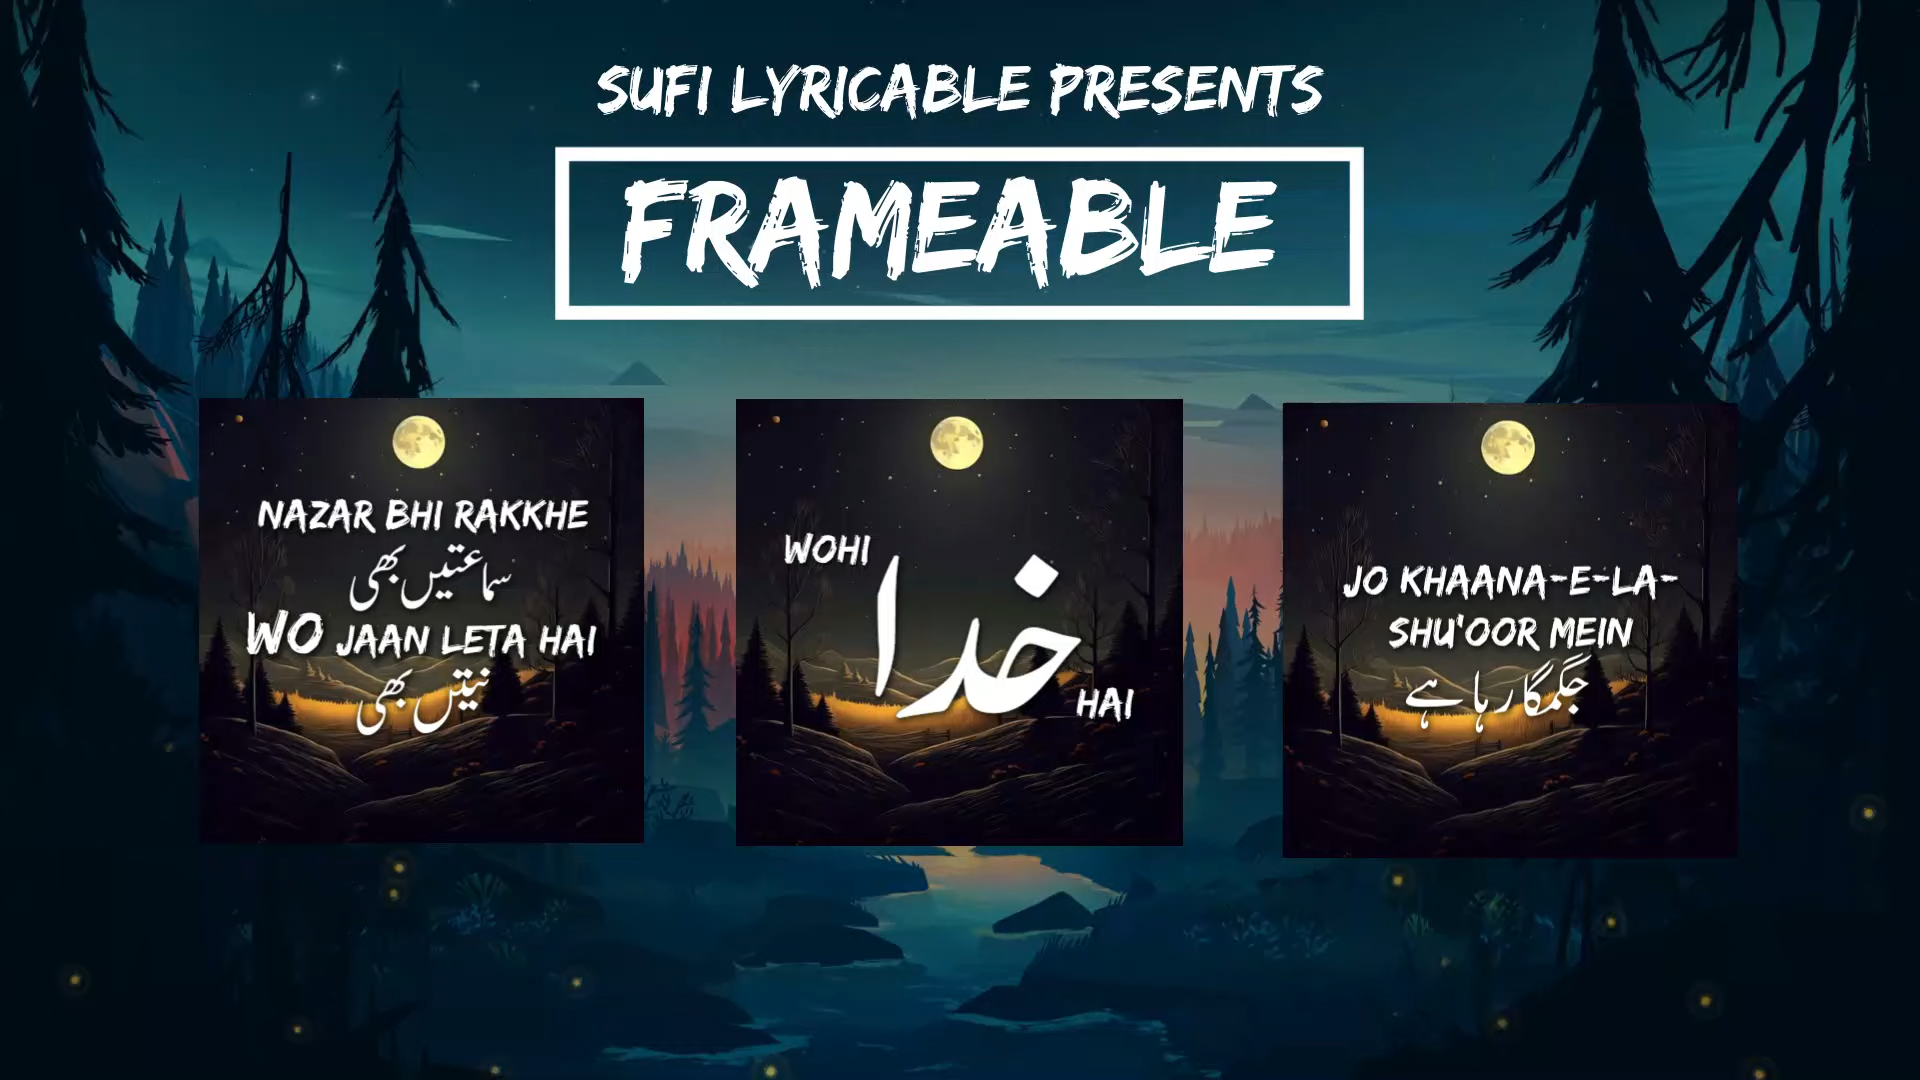 SUFI LYRICABLE PRESENTS
FRAMEABLE
NAZAR BHI RAKKHE
سماعتیں بھی
WO JAAN LETA HAI
نیتیں بھی
WOHI
خدا
HAI
JO KHAANA-E-LA-
SHU'OOR MEIN
جگمگا رہا ہے